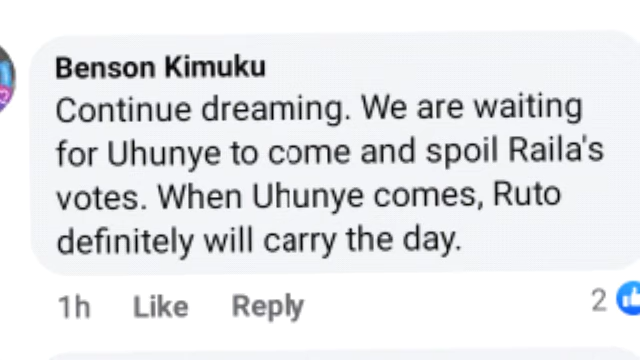 Benson Kimuku
Continue dreaming. We are waiting
for Uhunye to come and spoil Raila's
votes. When Uhunye comes, Ruto
definitely will carry the day.
1h Like Reply 2